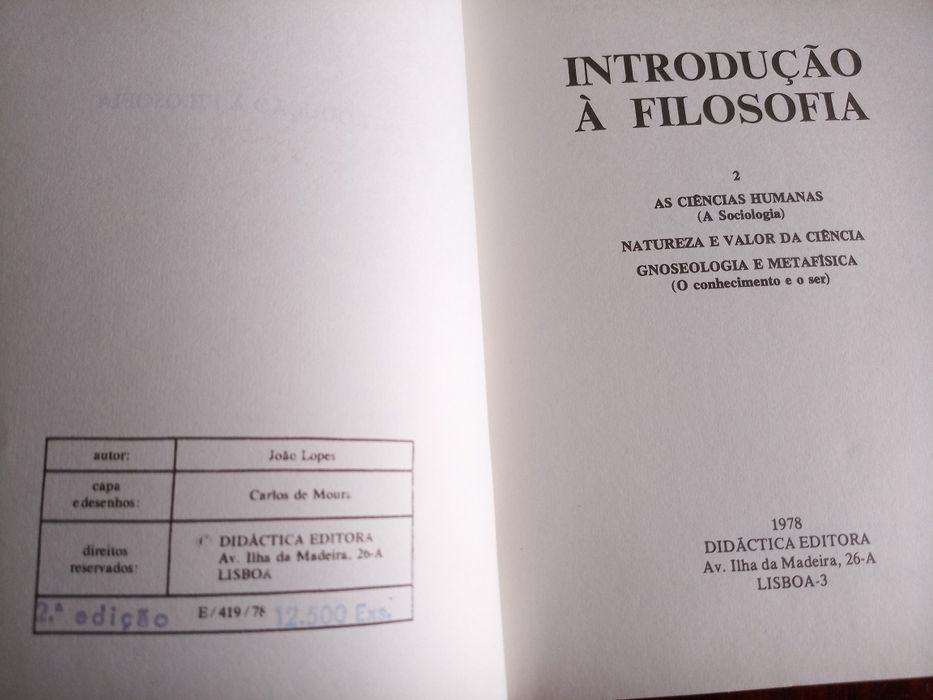 autor: João Lopes
capa
e desenhos: Carlos de Moura
direitos
reservados:
© DIDÁCTICA EDITORA
Av. Ilha da Madeira, 26-A
LISBOA
2.ª edição E/419/78 12.500 Exs.
INTRODUÇÃO
À FILOSOFIA
2
AS CIÊNCIAS HUMANAS
(A Sociologia)
NATUREZA E VALOR DA CIÊNCIA
GNOSEOLOGIA E METAFÍSICA
(O conhecimento e o ser)
1978
DIDÁCTICA EDITORA
Av. Ilha da Madeira, 26-A
LISBOA-3